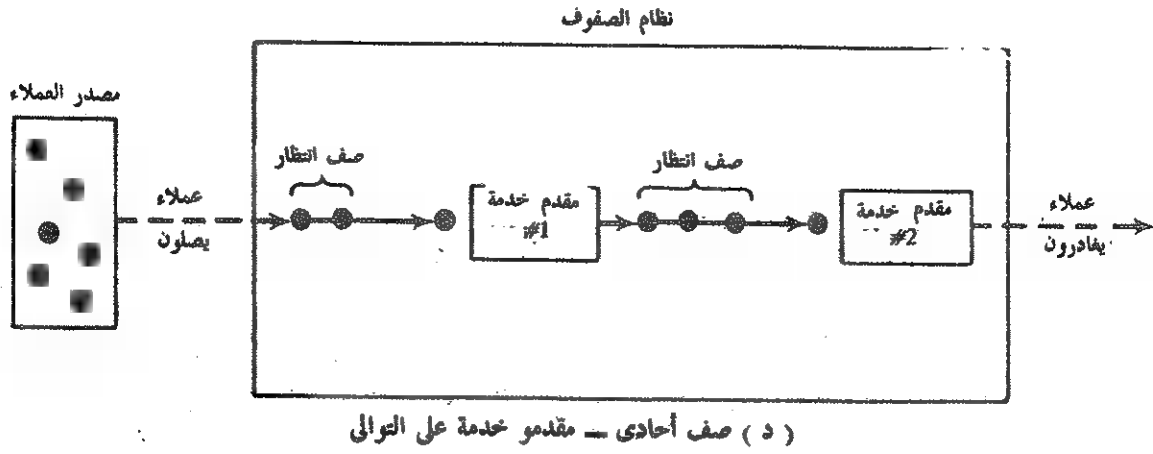 نظام الصفوف
مصدر العملاء
عملاء
يصلون
صف انتظار
مقدم خدمة
#1
صف انتظار
مقدم خدمة
#2
عملاء
يغادرون
( د ) صف أحادى – مقدمو خدمة على التوالى